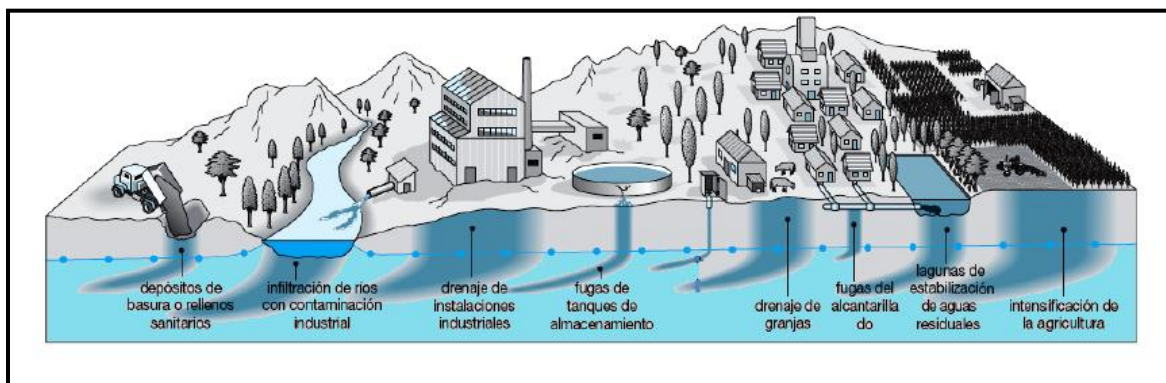 depósitos de
basura o rellenos
sanitarios
infiltración de ríos
con contaminación
industrial
drenaje de
instalaciones
industriales
fugas de
tanques de
almacenamiento
drenaje de
granjas
fugas del
alcantarilla
do
lagunas de
estabilización
de aguas
residuales
intensificación de
la agricultura